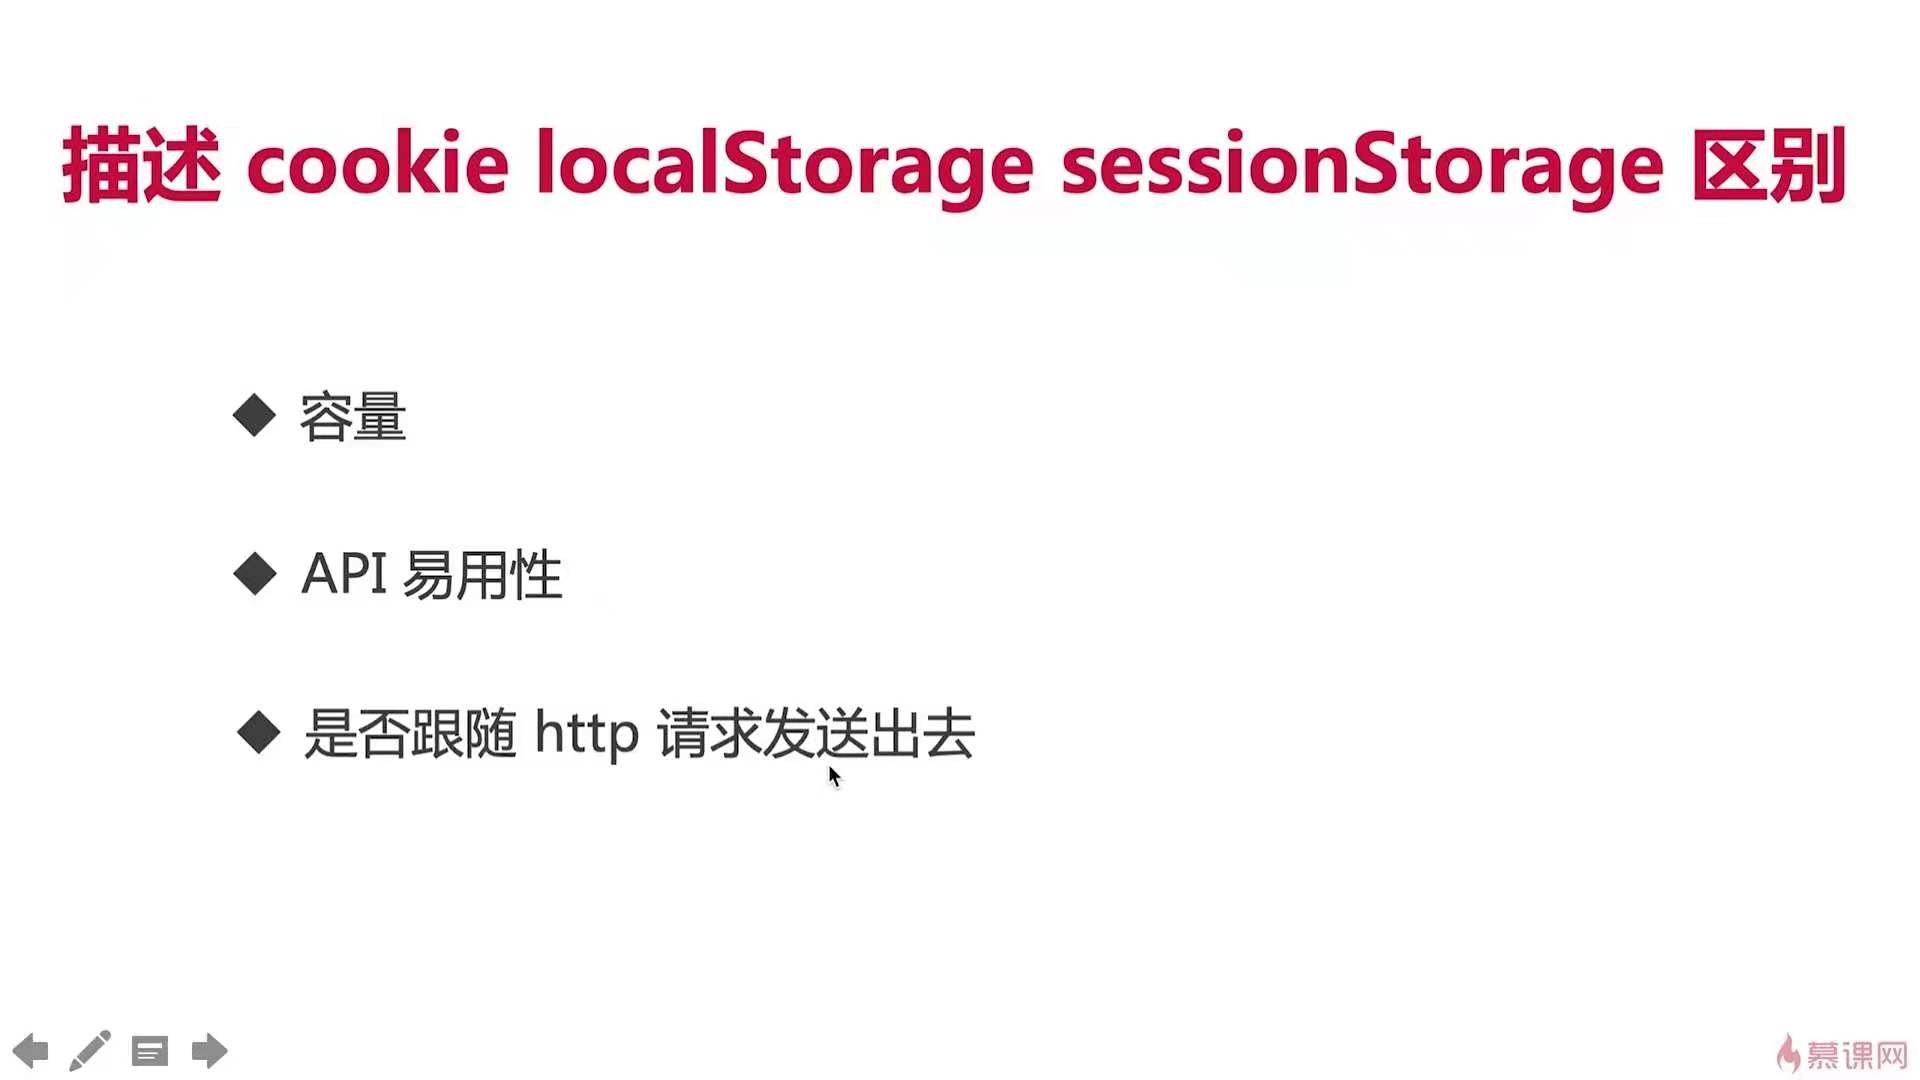 描述 cookie localStorage sessionStorage 区别
◆ 容量
◆ API 易用性
◆ 是否跟随 http 请求发送出去
慕课网